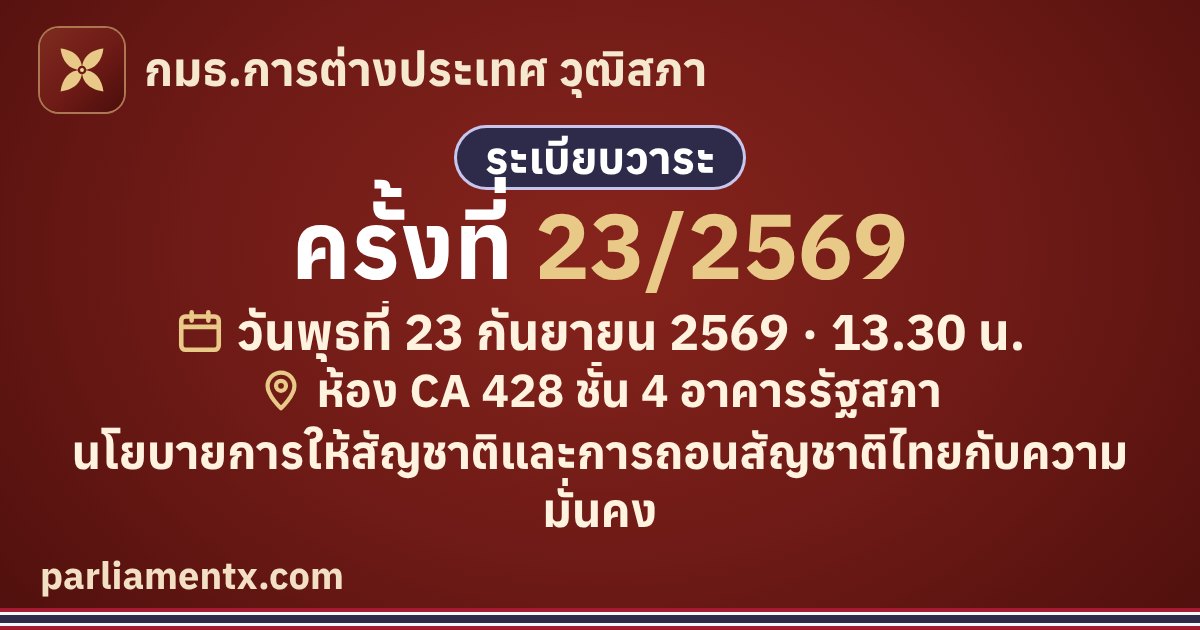 กมธ.การต่างประเทศ วุฒิสภา
ระเบียบวาระ
ครั้งที่ 23/2569
วันพุธที่ 23 กันยายน 2569 · 13.30 น.
ห้อง CA 428 ชั้น 4 อาคารรัฐสภา
นโยบายการให้สัญชาติและการถอนสัญชาติไทยกับความ
มั่นคง
parliamentx.com